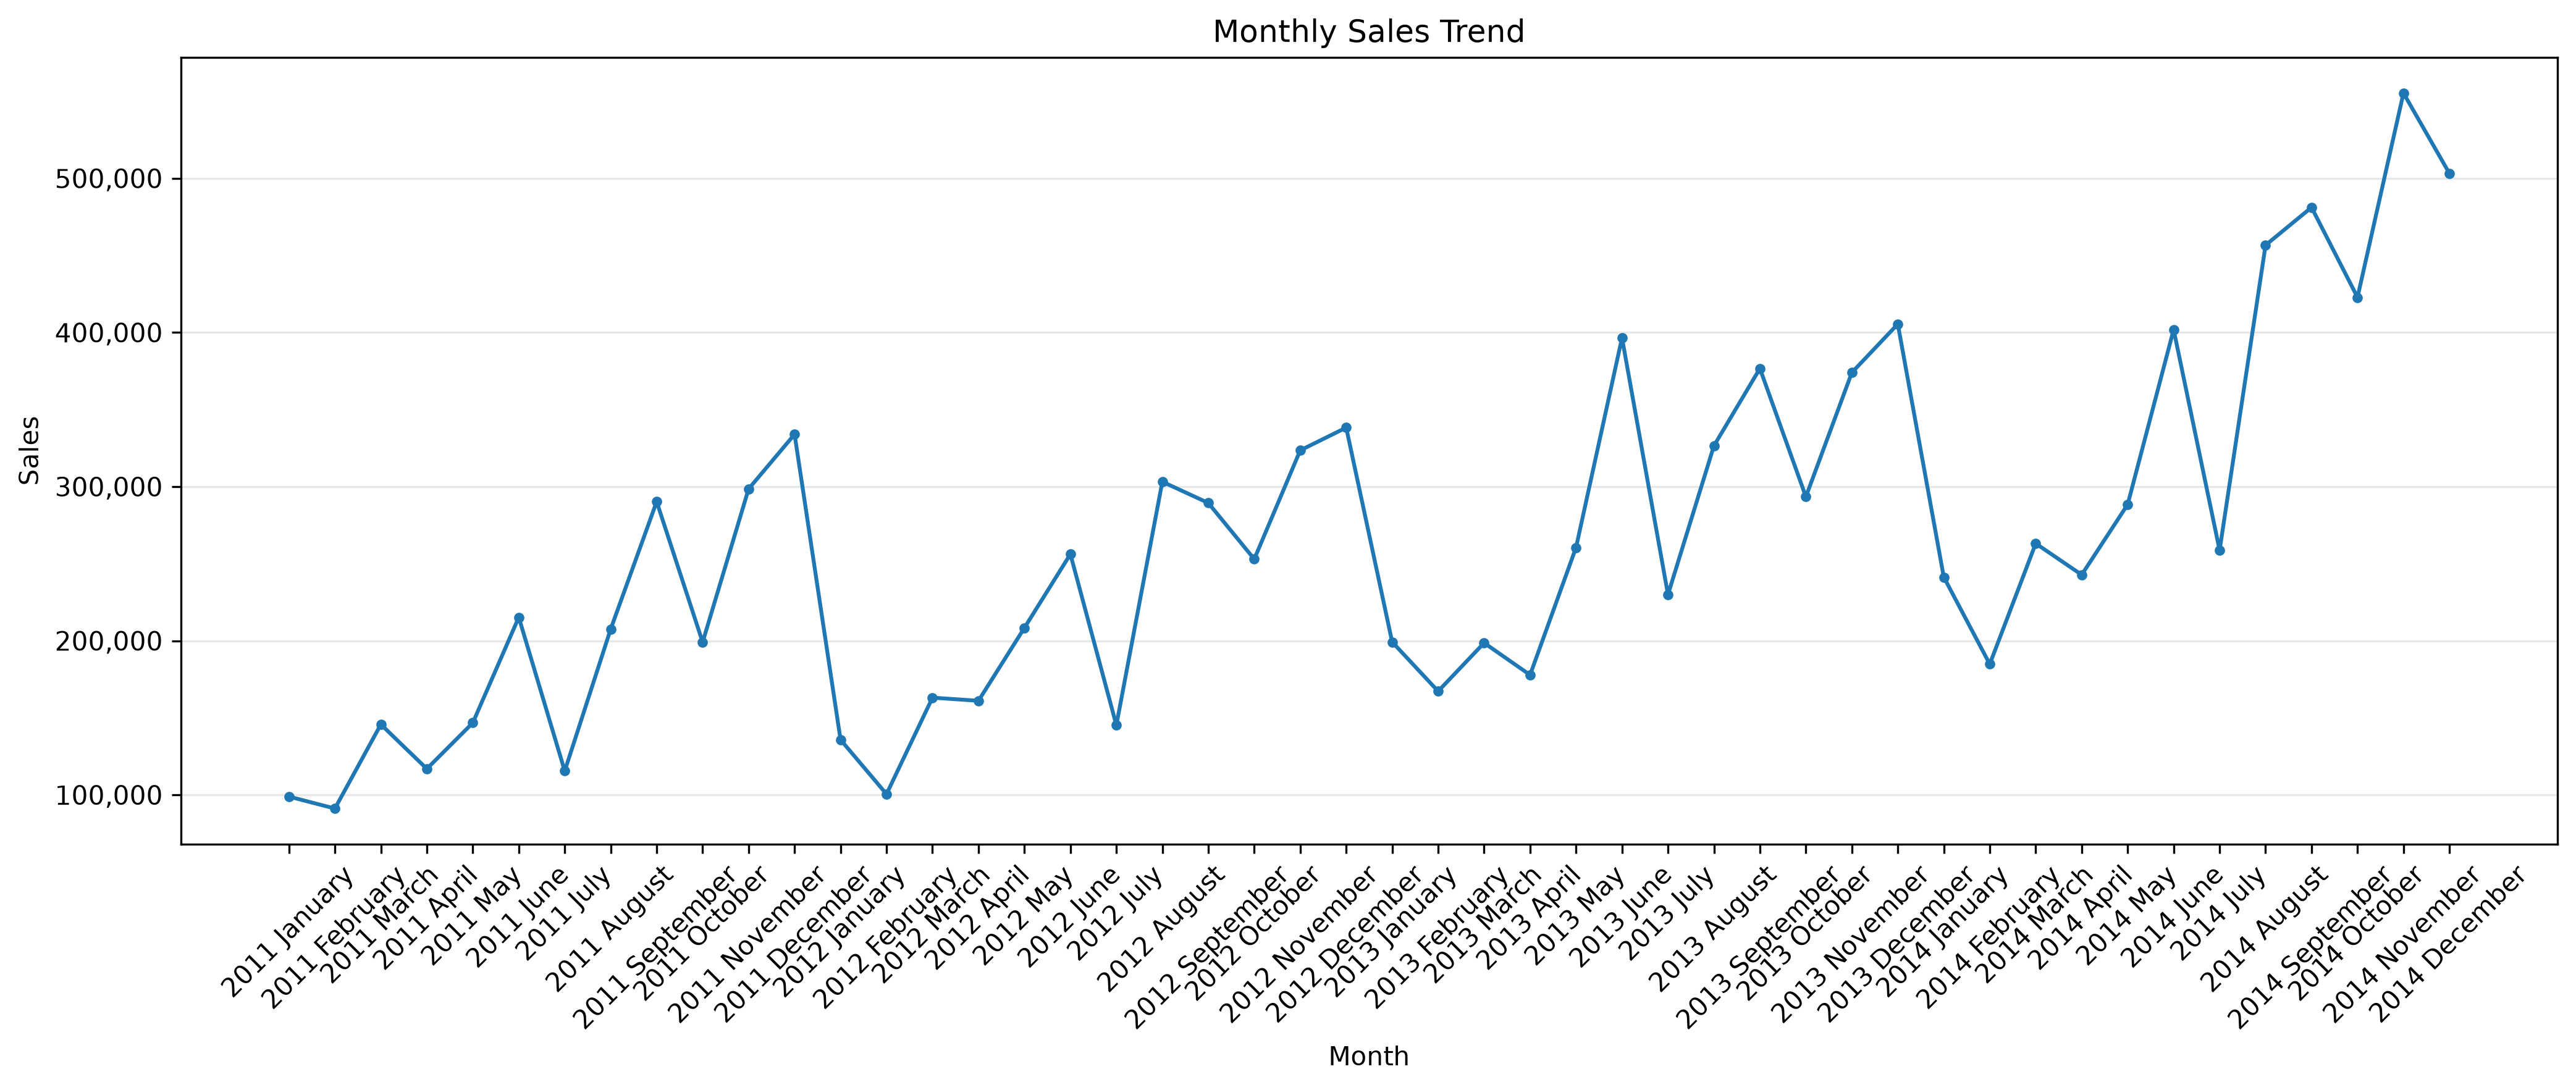 Monthly Sales Trend
500,000
400,000
300,000
200,000
100,000
Sales
2011 January
2011 February
2011 March
2011 April
2011 May
2011 June
2011 July
2011 August
2011 September
2011 October
2011 November
2011 December
2012 January
2012 February
2012 March
2012 April
2012 May
2012 June
2012 July
2012 August
2012 September
2012 October
2012 November
2012 December
2013 January
2013 February
2013 March
2013 April
2013 May
2013 June
2013 July
2013 August
2013 September
2013 October
2013 November
2013 December
2014 January
2014 February
2014 March
2014 April
2014 May
2014 June
2014 July
2014 August
2014 September
2014 October
2014 November
2014 December
Month